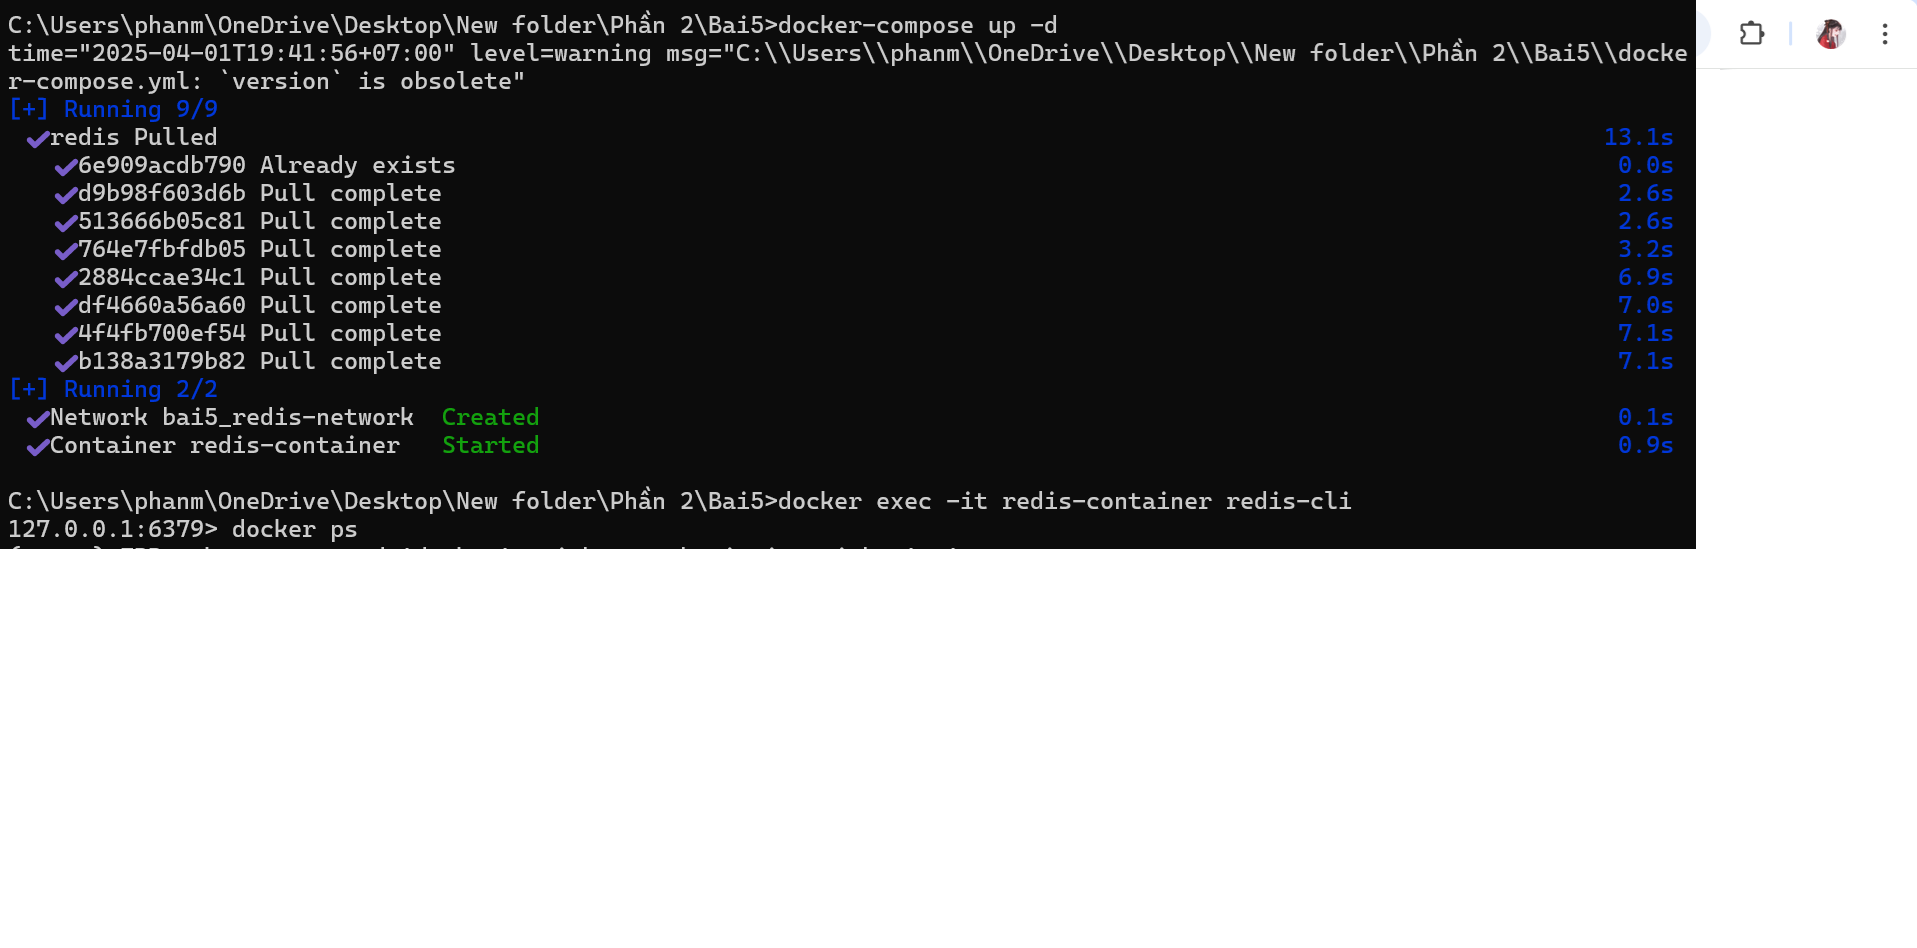 C:\Users\phanm\OneDrive\Desktop\New folder\Phần 2\Bai5>docker-compose up -d
time="2025-04-01T19:41:56+07:00" level=warning msg="C:\\Users\\phanm\\OneDrive\\Desktop\\New folder\\Phần 2\\Bai5\\docke
r-compose.yml: `version` is obsolete"
[+] Running 9/9
redis Pulled 13.1s
6e909acdb790 Already exists 0.0s
d9b98f603d6b Pull complete 2.6s
513666b05c81 Pull complete 2.6s
764e7fbfdb05 Pull complete 3.2s
2884ccae34c1 Pull complete 6.9s
df4660a56a60 Pull complete 7.0s
4f4fb700ef54 Pull complete 7.1s
b138a3179b82 Pull complete 7.1s
[+] Running 2/2
Network bai5_redis-network Created 0.1s
Container redis-container Started 0.9s
C:\Users\phanm\OneDrive\Desktop\New folder\Phần 2\Bai5>docker exec -it redis-container redis-cli
127.0.0.1:6379> docker ps